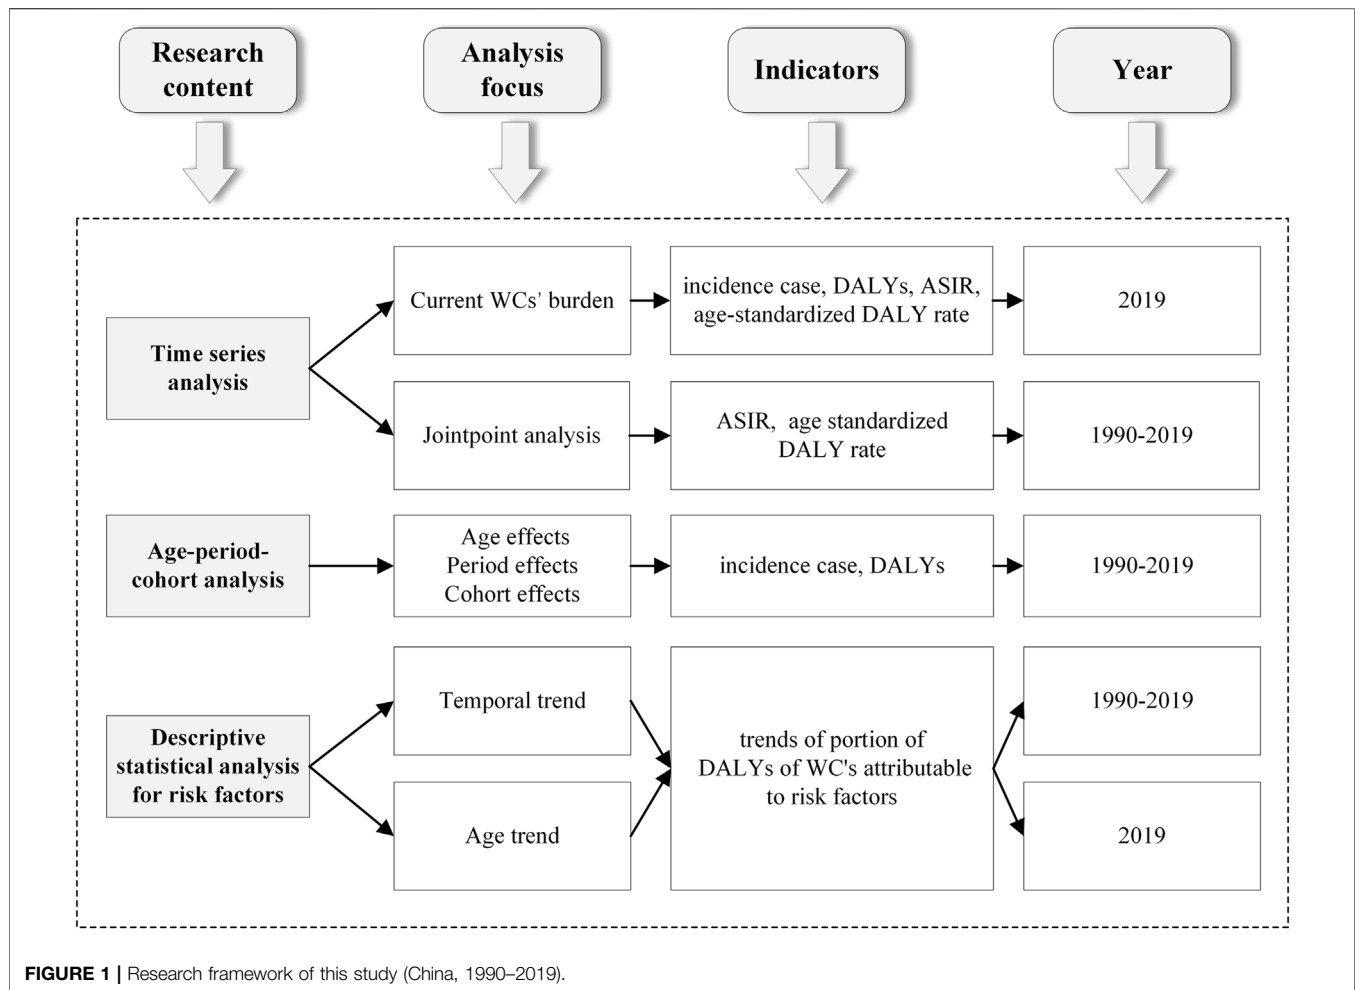 Research
content
Analysis
focus
Indicators
Year
Time series
analysis
Current WCs' burden
incidence case, DALYs, ASIR,
age-standardized DALY rate
2019
Jointpoint analysis
ASIR, age standardized
DALY rate
1990-2019
Age-period-
cohort analysis
Age effects
Period effects
Cohort effects
incidence case, DALYs
1990-2019
Descriptive
statistical analysis
for risk factors
Temporal trend
Age trend
trends of portion of
DALYs of WC's attributable
to risk factors
1990-2019
2019
FIGURE 1 | Research framework of this study (China, 1990–2019).